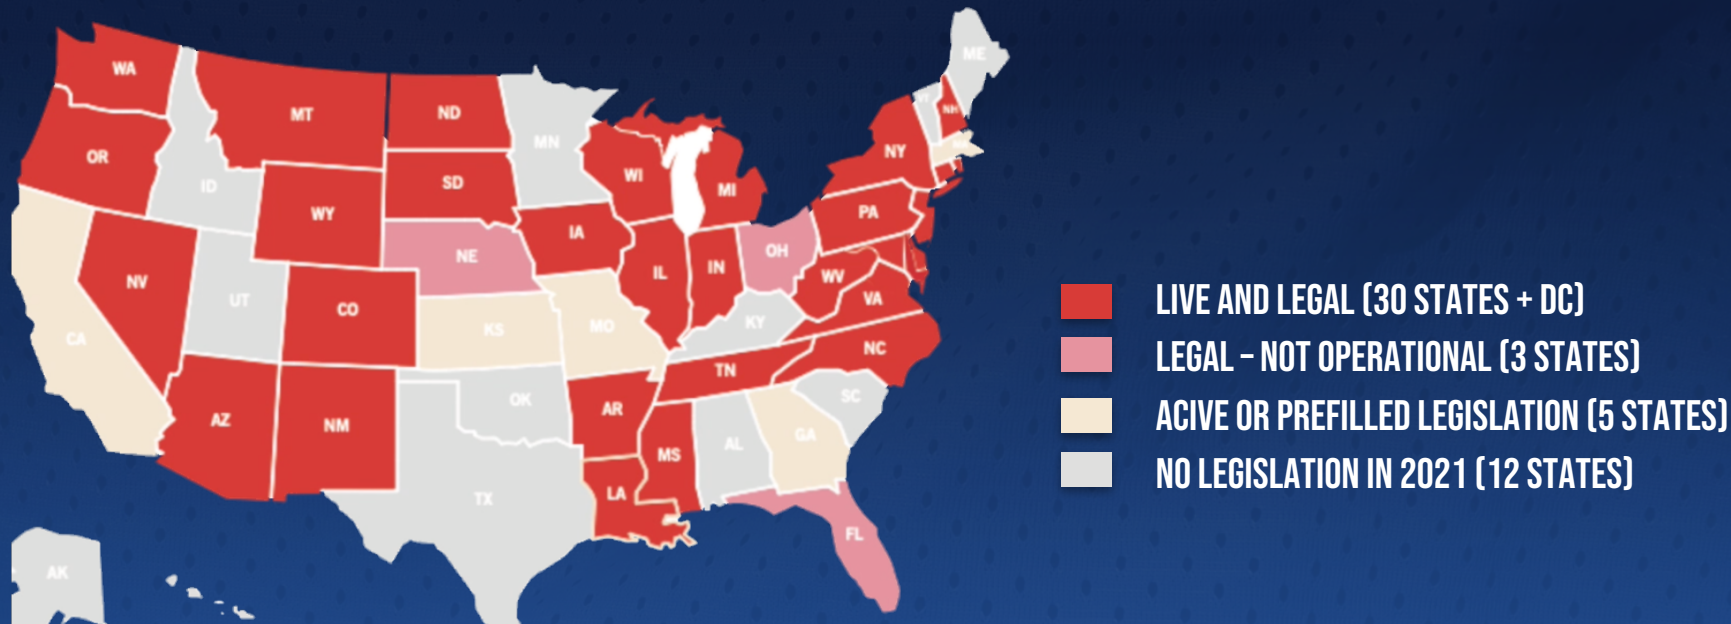 ME
WA
MT
ND
MN
VT
NH
OR
ID
SD
WI
MI
NY
MA
WY
IA
PA
NE
OH
NV
UT
CO
IL
IN
WV
VA
CA
KS
MO
KY
NC
TN
AZ
NM
OK
AR
SC
AL
GA
MS
LA
TX
FL
AK
LIVE AND LEGAL (30 STATES + DC)
LEGAL – NOT OPERATIONAL (3 STATES)
ACIVE OR PREFILLED LEGISLATION (5 STATES)
NO LEGISLATION IN 2021 (12 STATES)